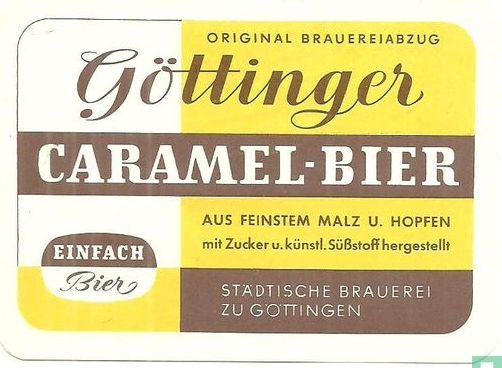 ORIGINAL BRAUEREIABZUG
Göttinger
CARAMEL-BIER
AUS FEINSTEM MALZ U. HOPFEN
mit Zucker u. künstl. Süßstoff hergestellt
EINFACH
Bier
STÄDTISCHE BRAUEREI
ZU GÖTTINGEN